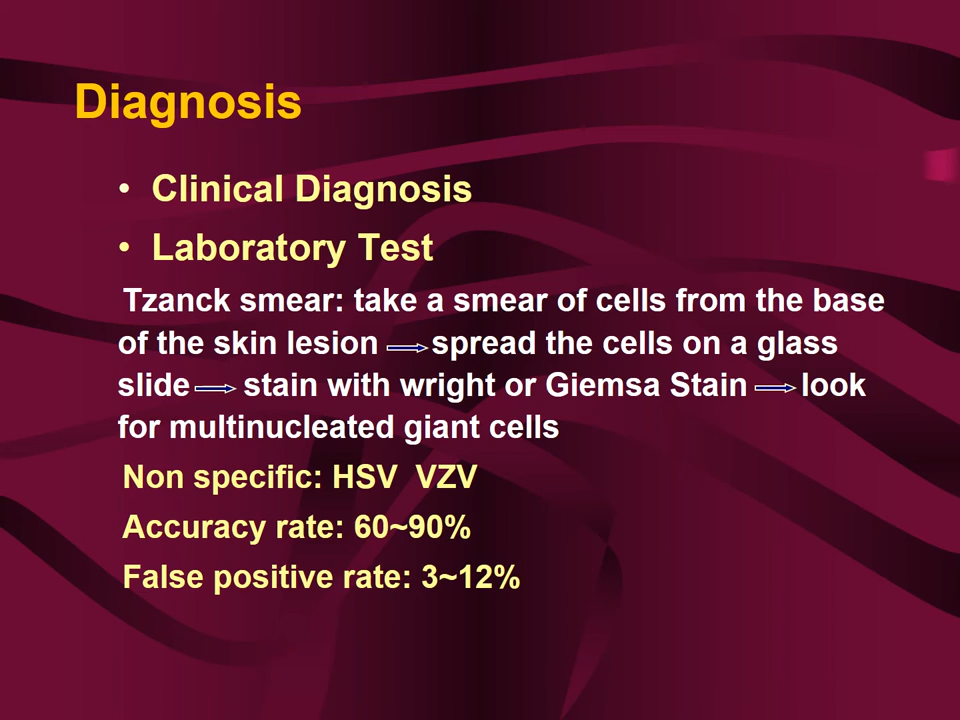 Diagnosis
• Clinical Diagnosis
• Laboratory Test
Tzanck smear: take a smear of cells from the base
of the skin lesion ⇨ spread the cells on a glass
slide ⇨ stain with wright or Giemsa Stain ⇨ look
for multinucleated giant cells
Non specific: HSV VZV
Accuracy rate: 60~90%
False positive rate: 3~12%